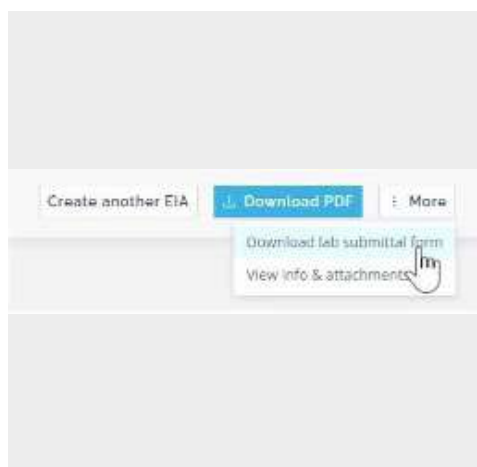 Create another EIA
Download PDF
More
Download lab submittal form
View info & attachments